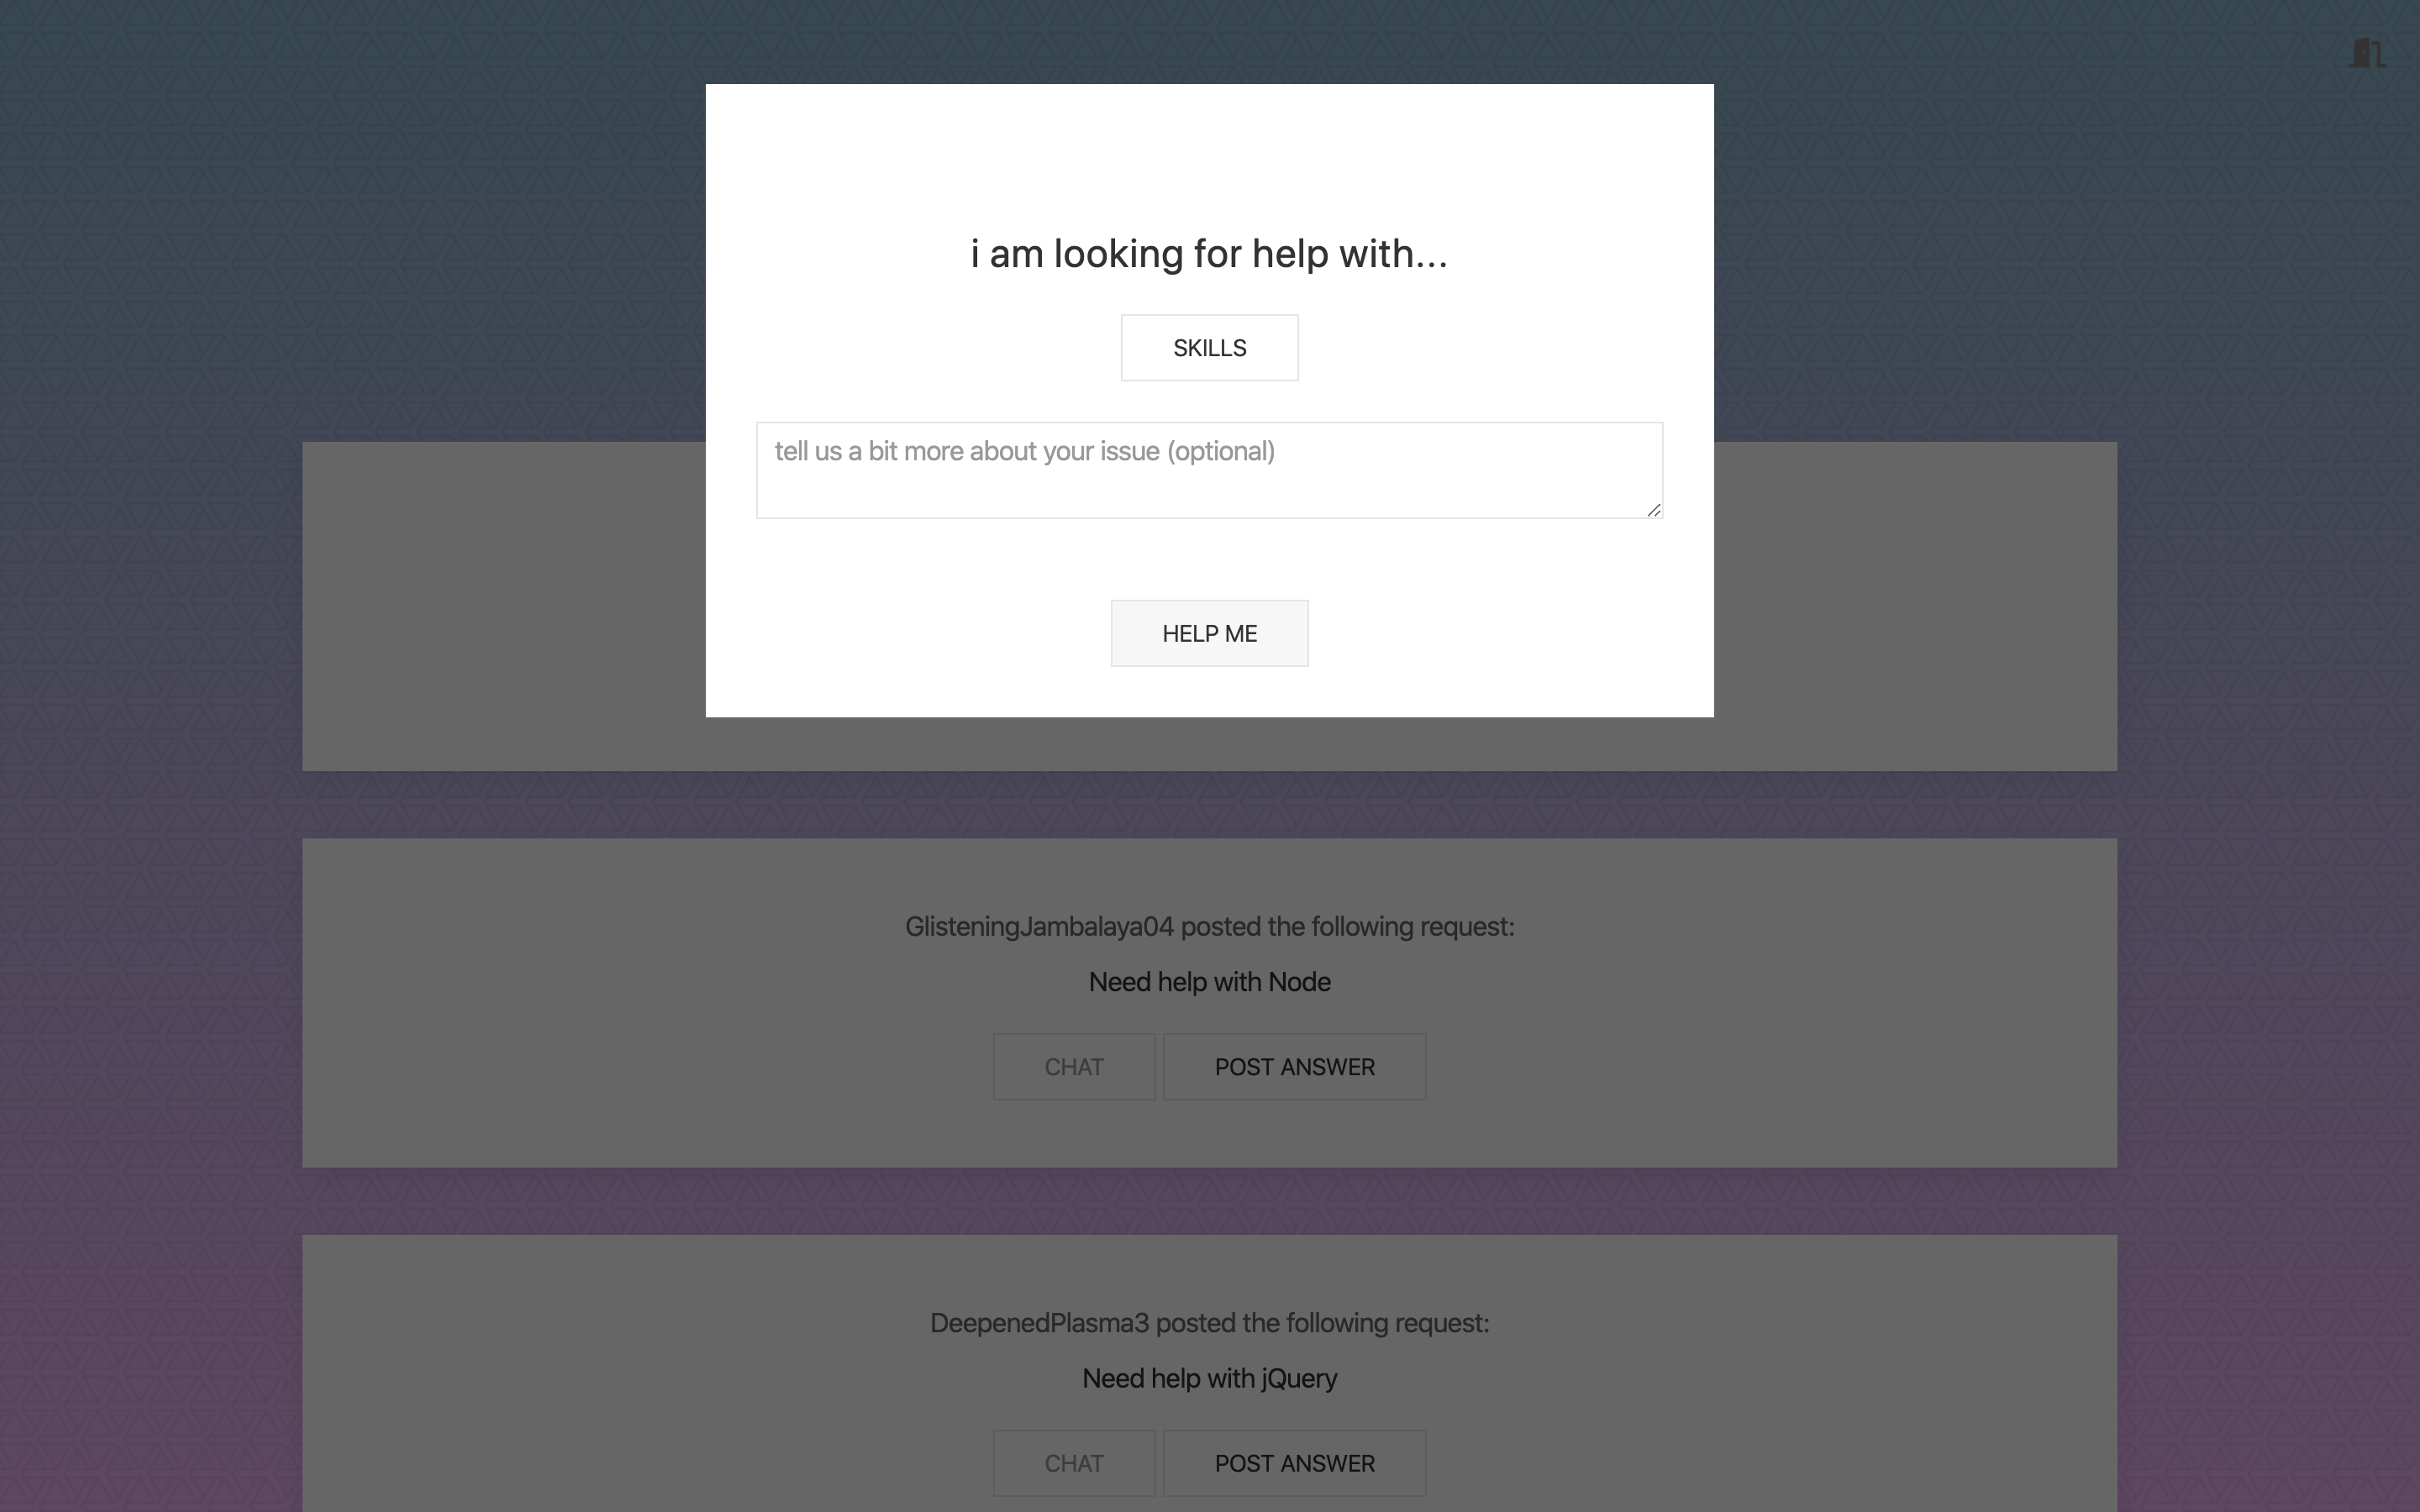 i am looking for help with...
SKILLS
tell us a bit more about your issue (optional)
HELP ME
GlisteningJambalaya04 posted the following request:
Need help with Node
CHAT POST ANSWER
DeepenedPlasma3 posted the following request:
Need help with jQuery
CHAT POST ANSWER